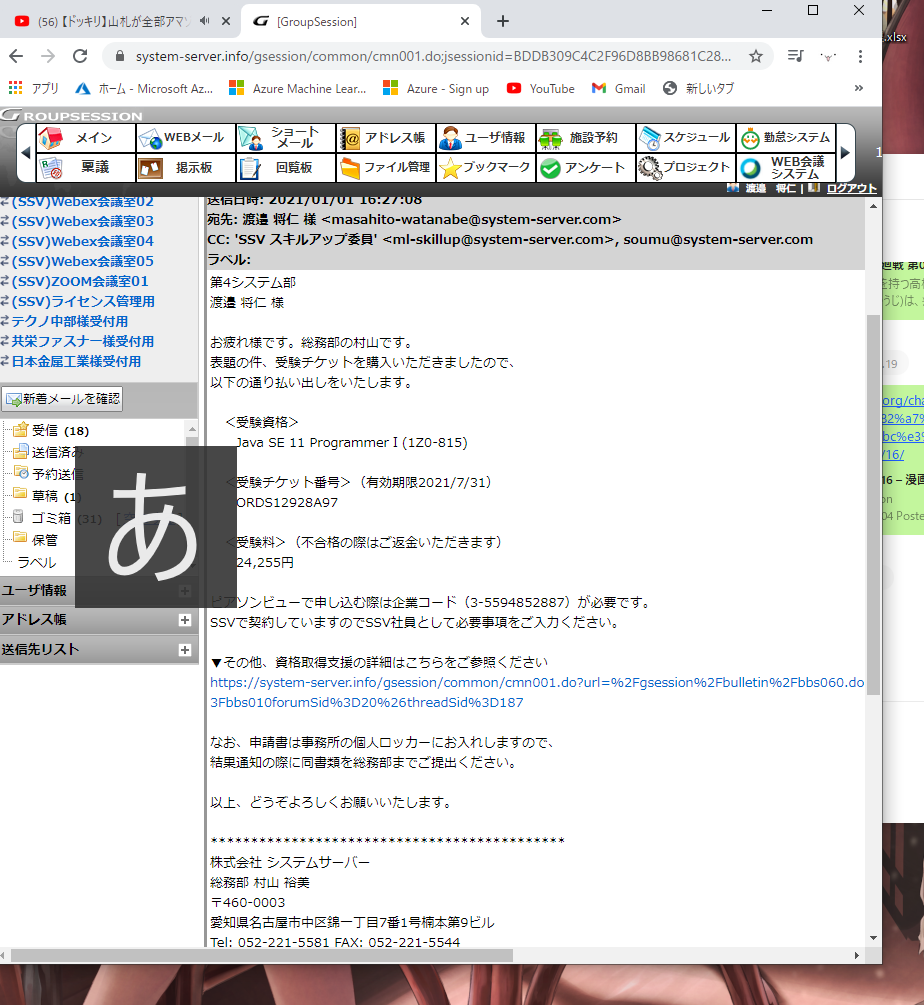 (56)【ドッキリ】山札が全部アマゾ
[GroupSession]
system-server.info/gsession/common/cmn001.do;jsessionid=BDDB309C4C2F96D8BB98681C28...
アプリ ホーム - Microsoft Az... Azure Machine Lear... Azure - Sign up YouTube Gmail 新しいタブ »
.xlsx
GROUPSESSION
メイン WEBメール ショートメール アドレス帳 ユーザ情報 施設予約 スケジュール 勤怠システム
稟議 掲示板 回覧板 ファイル管理 ブックマーク アンケート プロジェクト WEB会議システム
1
渡邉 将仁 | ログアウト
(SSV)Webex会議室02
(SSV)Webex会議室03
(SSV)Webex会議室04
(SSV)Webex会議室05
(SSV)ZOOM会議室01
(SSV)ライセンス管理用
テクノ中部様受付用
共栄ファスナー様受付用
日本金属工業様受付用
新着メールを確認
受信 (18)
送信済み
予約送信
草稿 (1)
ゴミ箱 (31)
保管
ラベル
ユーザ情報
アドレス帳
送信先リスト
あ
送信日時: 2021/01/01 16:27:08
宛先: 渡邉 将仁 様 <masahito-watanabe@system-server.com>
CC: 'SSV スキルアップ委員' <ml-skillup@system-server.com>, soumu@system-server.com
ラベル:
第4システム部
渡邉 将仁 様
お疲れ様です。総務部の村山です。
表題の件、受験チケットを購入いただきましたので、
以下の通り払い出しをいたします。
＜受験資格＞
Java SE 11 Programmer I (1Z0-815)
＜受験チケット番号＞（有効期限2021/7/31）
ORDS12928A97
＜受験料＞（不合格の際はご返金いただきます）
24,255円
ピアソンビューで申し込む際は企業コード（3-5594852887）が必要です。
SSVで契約していますのでSSV社員として必要事項をご入力ください。
▼その他、資格取得支援の詳細はこちらをご参照ください
https://system-server.info/gsession/common/cmn001.do?url=%2Fgsession%2Fbulletin%2Fbbs060.do
3Fbbs010forumSid%3D20%26threadSid%3D187
なお、申請書は事務所の個人ロッカーにお入れしますので、
結果通知の際に同書類を総務部までご提出ください。
以上、どうぞよろしくお願いいたします。
********************************************
株式会社 システムサーバー
総務部 村山 裕美
〒460-0003
愛知県名古屋市中区錦一丁目7番1号楠本第9ビル
Tel: 052-221-5581 FAX: 052-221-5544
を持つ高
うじ)は、
.19
org/cha
32%a7%
bc%e3%
/16/
16 – 漫画
on
04 Poste